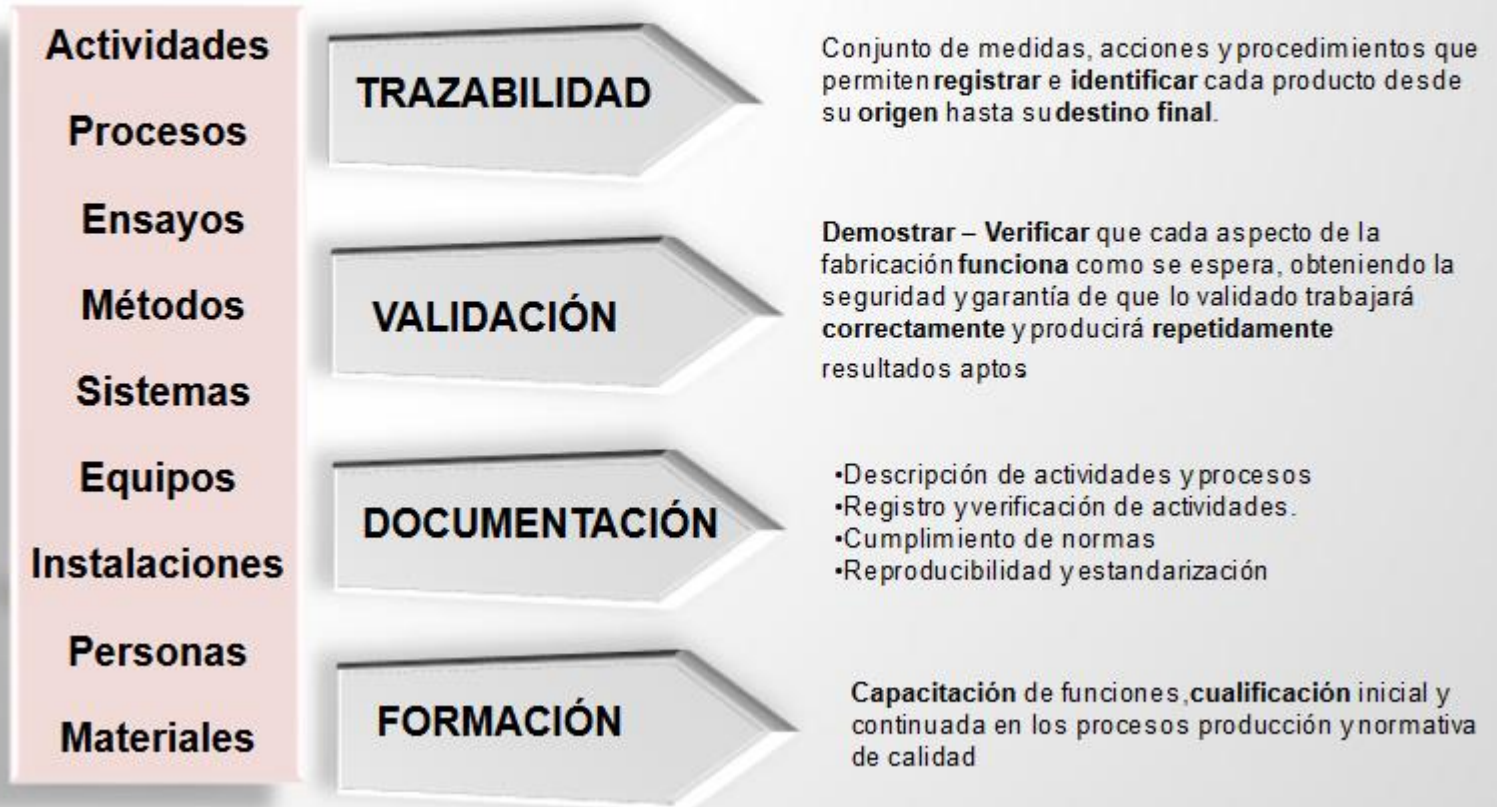 Actividades
Procesos
Ensayos
Métodos
Sistemas
Equipos
Instalaciones
Personas
Materiales
TRAZABILIDAD
Conjunto de medidas, acciones y procedimientos que
permiten registrar e identificar cada producto desde
su origen hasta su destino final.
VALIDACIÓN
Demostrar – Verificar que cada aspecto de la
fabricación funciona como se espera, obteniendo la
seguridad y garantía de que lo validado trabajará
correctamente y producirá repetidamente
resultados aptos
DOCUMENTACIÓN
•Descripción de actividades y procesos
•Registro y verificación de actividades.
•Cumplimiento de normas
•Reproducibilidad y estandarización
FORMACIÓN
Capacitación de funciones, cualificación inicial y
continuada en los procesos producción y normativa
de calidad